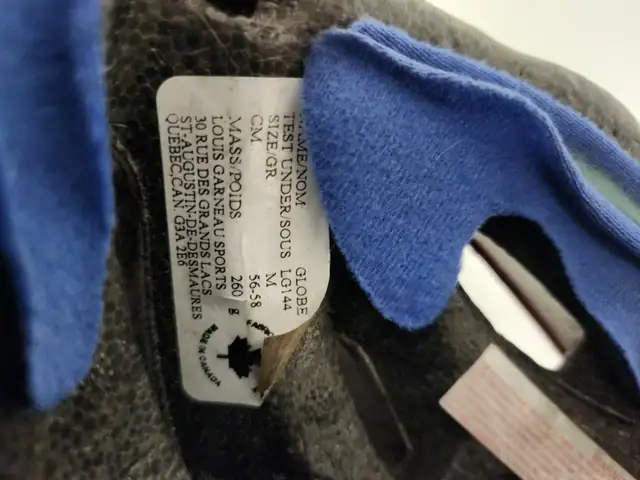 NAME/NOM GLOBE
TEST UNDER/SOUS LG144
SIZE/GR M
CM. 56-58
MASS/POIDS 260 g
LOUIS GARNEAU SPORTS
30 RUE DES GRANDS LACS
ST-AUGUSTIN-DE-DESMAURES
QUEBEC,CAN G3A 2E6
IN CANADA